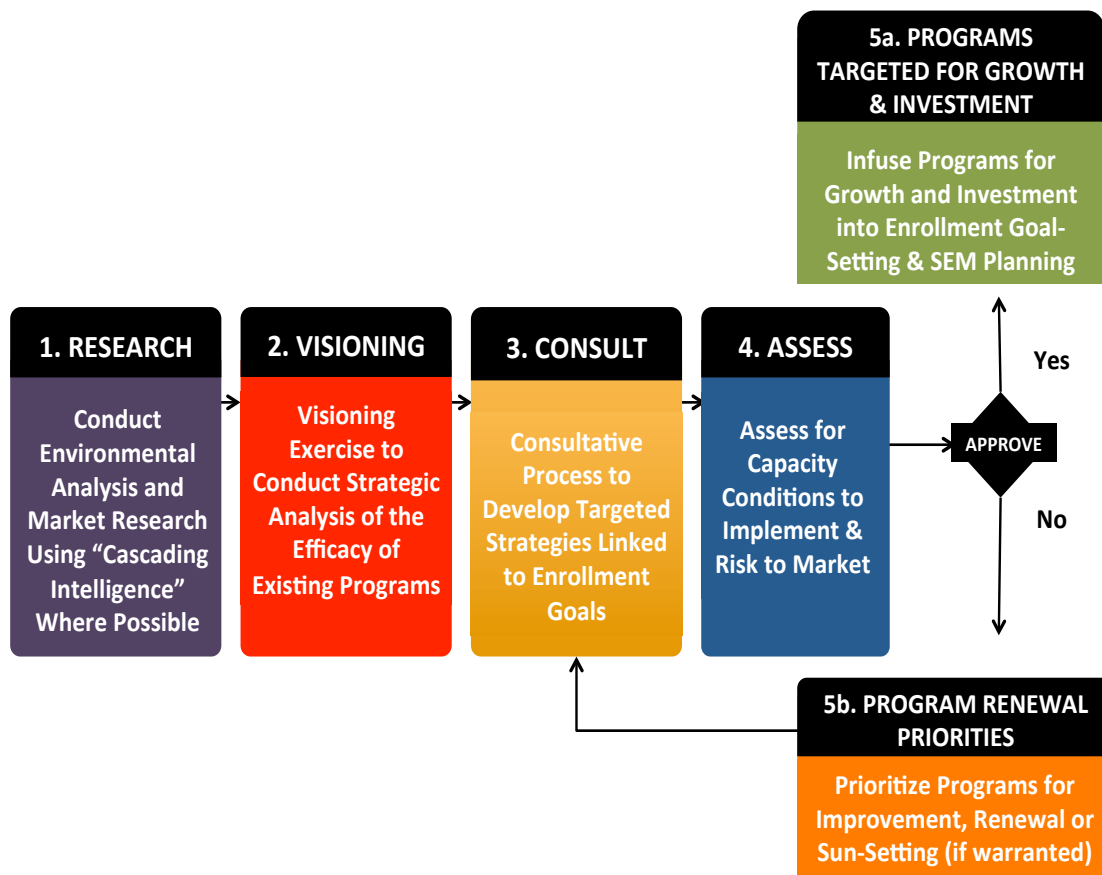 5a. PROGRAMS
TARGETED FOR GROWTH
& INVESTMENT
Infuse Programs for
Growth and Investment
into Enrollment Goal-
Setting & SEM Planning
1. RESEARCH
Conduct
Environmental
Analysis and
Market Research
Using “Cascading
Intelligence”
Where Possible
2. VISIONING
Visioning
Exercise to
Conduct Strategic
Analysis of the
Efficacy of
Existing Programs
3. CONSULT
Consultative
Process to
Develop Targeted
Strategies Linked
to Enrollment
Goals
4. ASSESS
Assess for
Capacity
Conditions to
Implement &
Risk to Market
Yes
APPROVE
No
5b. PROGRAM RENEWAL
PRIORITIES
Prioritize Programs for
Improvement, Renewal or
Sun-Setting (if warranted)